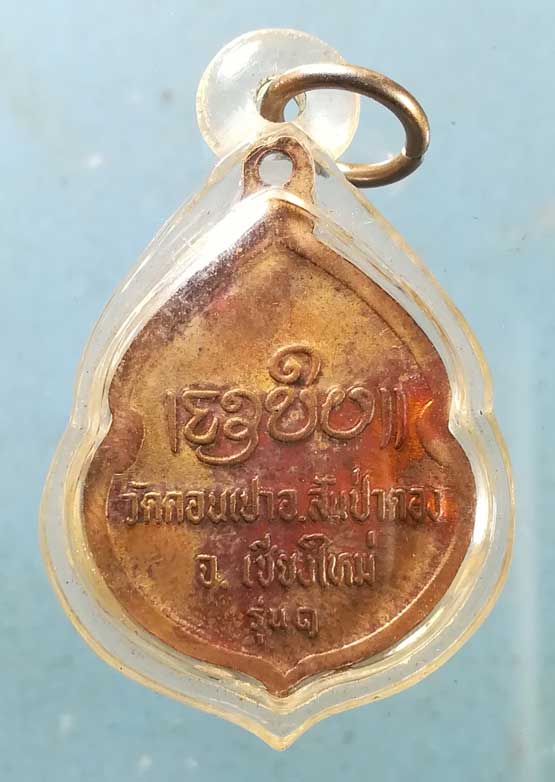 วัดดอนเปา อ.สันป่าตอง
จ. เชียงใหม่
รุ่น ๑